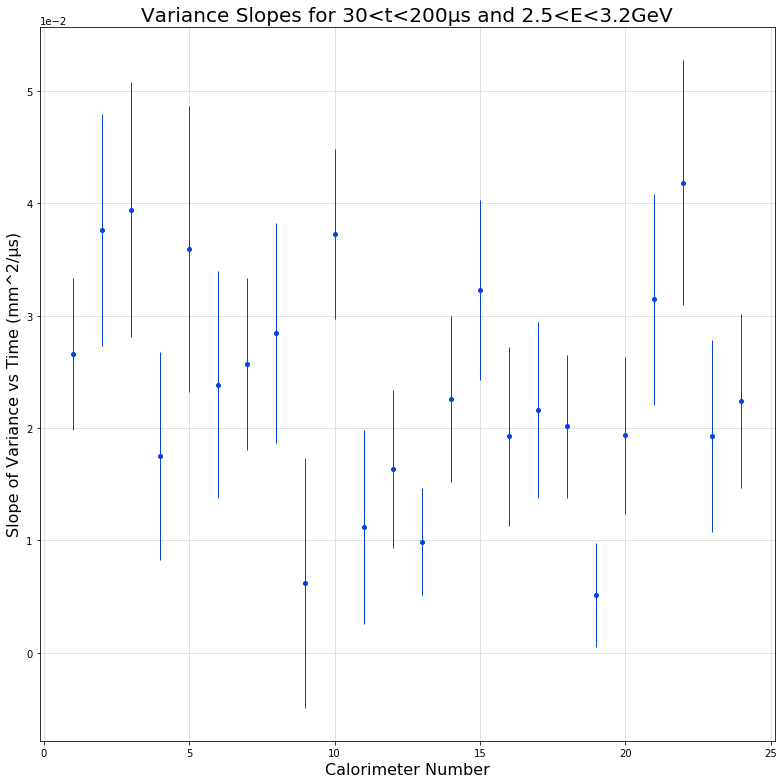 Variance Slopes for 30<t<200μs and 2.5<E<3.2GeV
1e−2
5
4
3
2
1
0
Slope of Variance vs Time (mm^2/μs)
0 5 10 15 20 25
Calorimeter Number